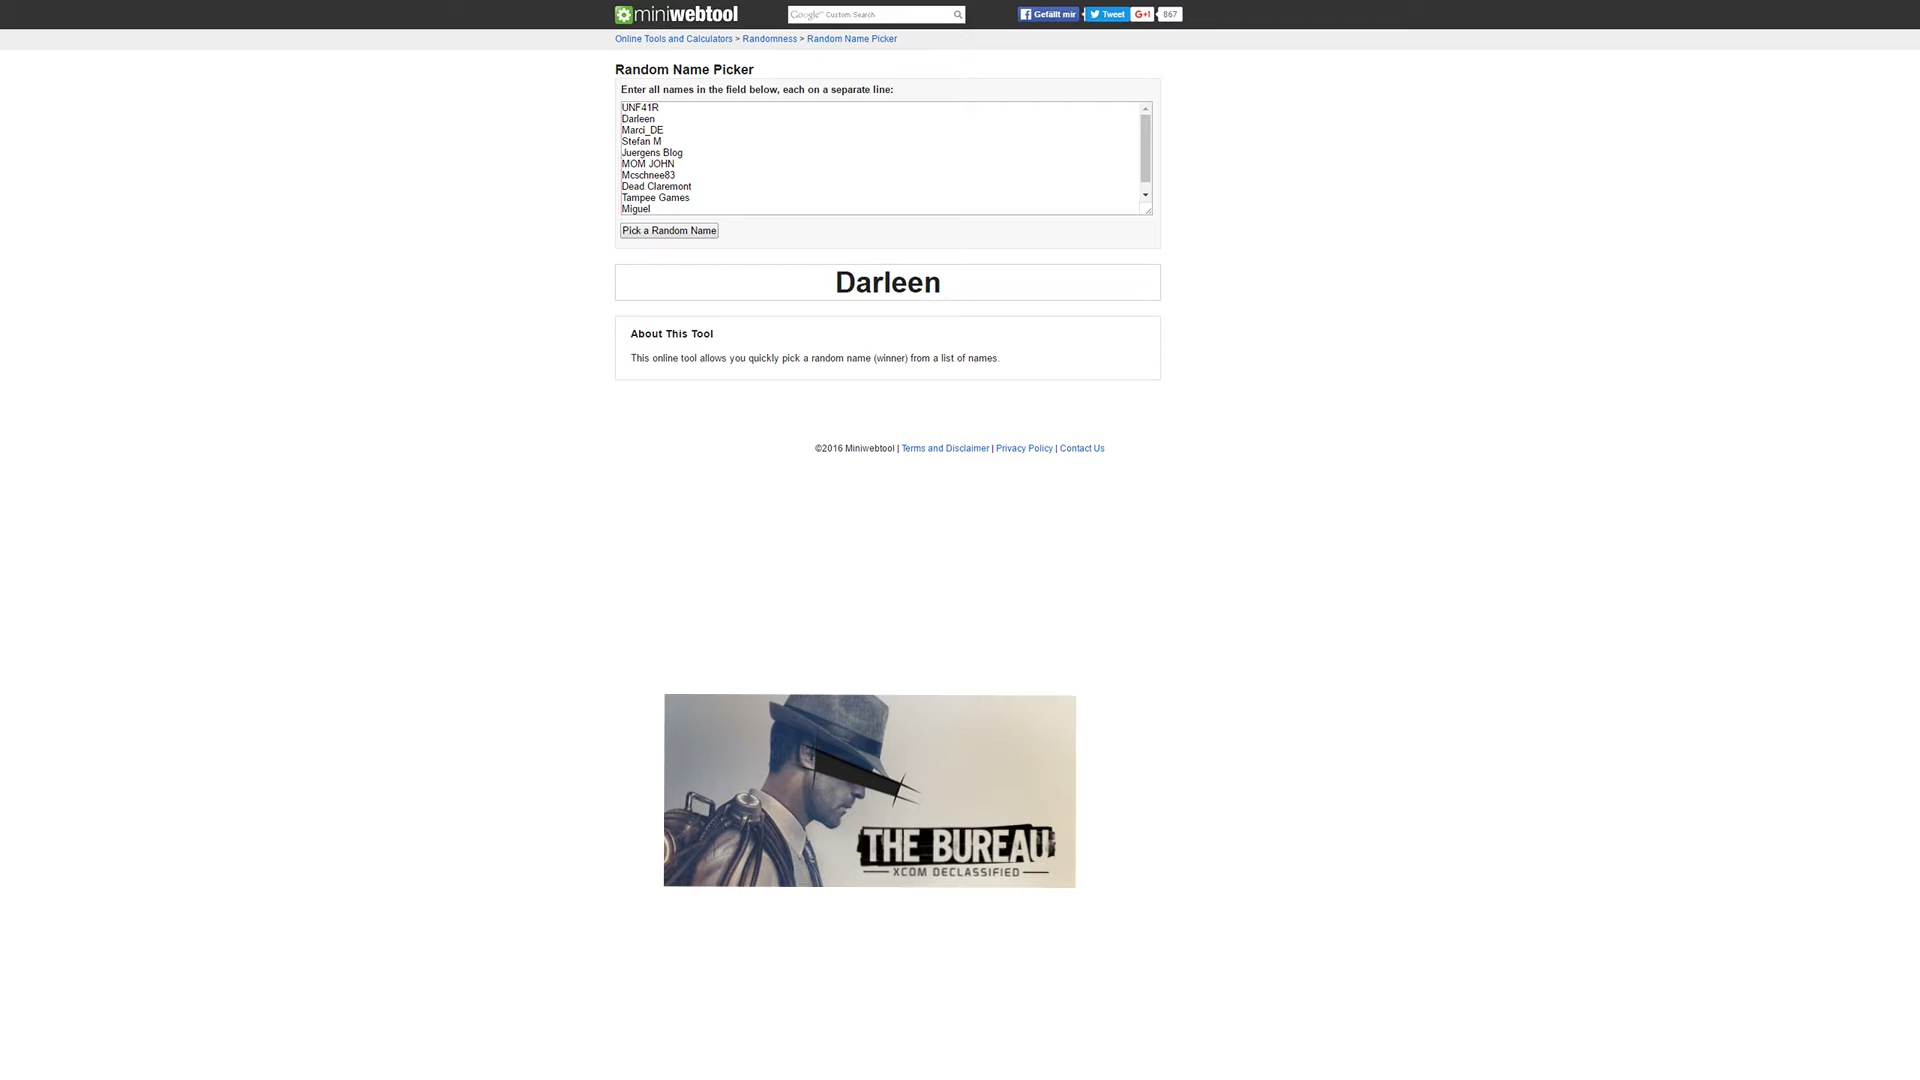 miniwebtool
Google™ Custom Search
Gefällt mir
Tweet
G+1
867
Online Tools and Calculators > Randomness > Random Name Picker
Random Name Picker
Enter all names in the field below, each on a separate line:
UNF41R
Darleen
Marci_DE
Stefan M
Juergens Blog
MOM JOHN
Mcschnee83
Dead Claremont
Tampee Games
Miguel
Pick a Random Name
Darleen
About This Tool
This online tool allows you quickly pick a random name (winner) from a list of names.
©2016 Miniwebtool | Terms and Disclaimer | Privacy Policy | Contact Us
THE BUREAU
XCOM DECLASSIFIED